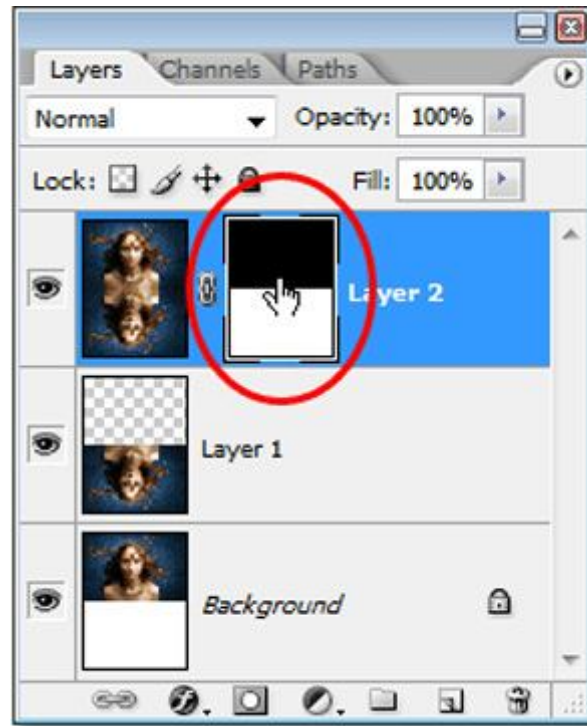 Layers Channels Paths
Normal Opacity: 100%
Lock: Fill: 100%
Layer 2
Layer 1
Background